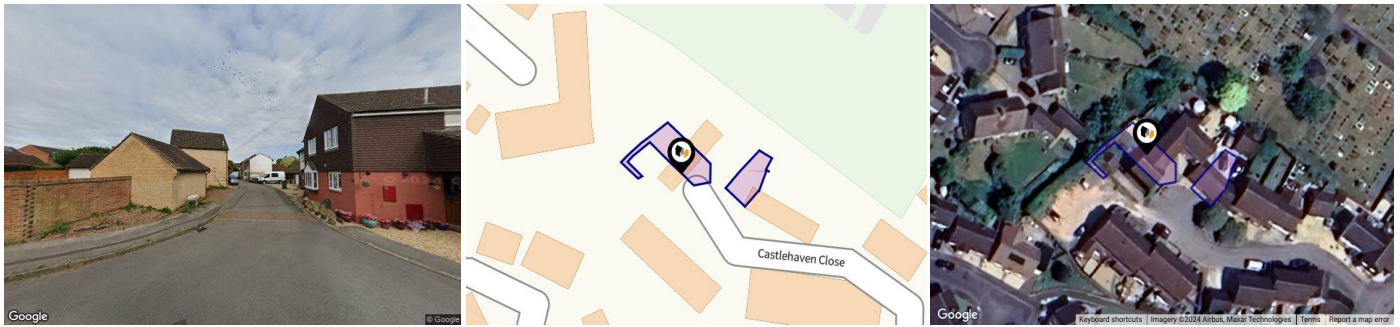 Google
© Google
Castlehaven Close
Google
Keyboard shortcuts
Imagery ©2024 Airbus, Maxar Technologies
Terms
Report a map error